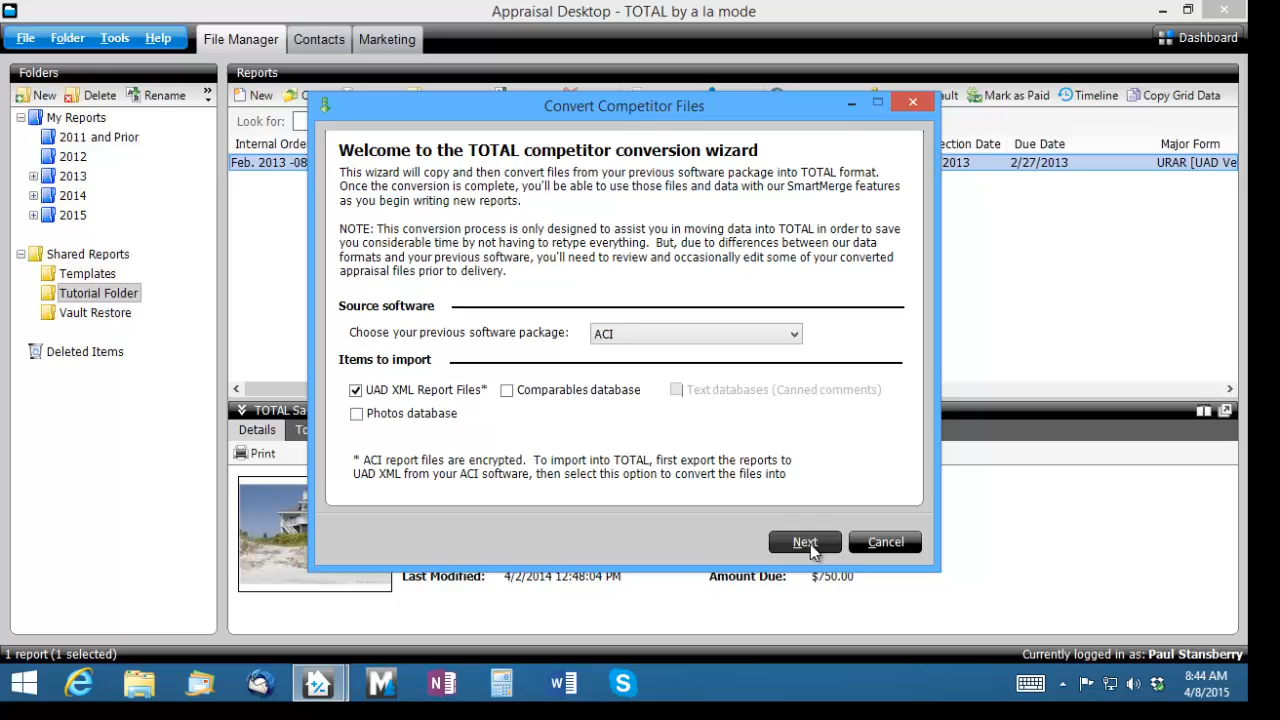 Appraisal Desktop - TOTAL by a la mode
File Folder Tools Help File Manager Contacts Marketing Dashboard
Folders
Reports
New Delete Rename
New Mark as Paid Timeline Copy Grid Data
My Reports
2011 and Prior
2012
2013
2014
2015
Shared Reports
Templates
Tutorial Folder
Vault Restore
Deleted Items
Look for:
Internal Orde Due Date Major Form
Feb. 2013 -08 2013 2/27/2013 URAR [UAD Ve
Convert Competitor Files
Welcome to the TOTAL competitor conversion wizard
This wizard will copy and then convert files from your previous software package into TOTAL format.
Once the conversion is complete, you'll be able to use those files and data with our SmartMerge features
as you begin writing new reports.
NOTE: This conversion process is only designed to assist you in moving data into TOTAL in order to save
you considerable time by not having to retype everything. But, due to differences between our data
formats and your previous software, you'll need to review and occasionally edit some of your converted
appraisal files prior to delivery.
Source software
Choose your previous software package: ACI
Items to import
UAD XML Report Files* Comparables database Text databases (Canned comments)
Photos database
* ACI report files are encrypted. To import into TOTAL, first export the reports to
UAD XML from your ACI software, then select this option to convert the files into
Next Cancel
TOTAL Sa
Details To
Print
Last Modified: 4/2/2014 12:48:04 PM Amount Due: $750.00
1 report (1 selected) Currently logged in as: Paul Stansberry
8:44 AM
4/8/2015